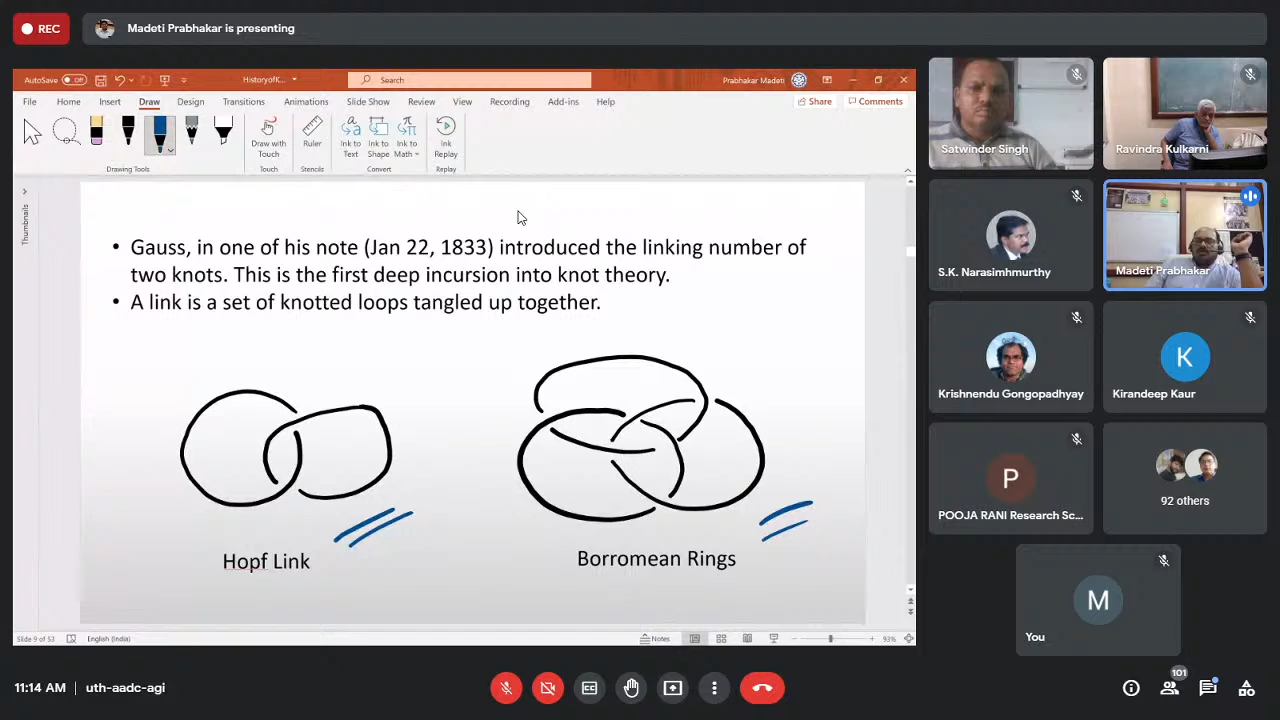 REC
Madeti Prabhakar is presenting
AutoSave Off
HistoryofK...
Search
Prabhakar Madeti
File Home Insert Draw Design Transitions Animations Slide Show Review View Recording Add-ins Help
Share Comments
Draw with Touch
Ruler
Ink to Text
Ink to Shape
Ink to Math
Ink Replay
Drawing Tools Touch Stencils Convert Replay
Thumbnails
• Gauss, in one of his note (Jan 22, 1833) introduced the linking number of
two knots. This is the first deep incursion into knot theory.
• A link is a set of knotted loops tangled up together.
Hopf Link
Borromean Rings
Slide 9 of 53 English (India) Notes 93%
Satwinder Singh
Ravindra Kulkarni
S.K. Narasimhmurthy
Madeti Prabhakar
Krishnendu Gongopadhyay
K
Kirandeep Kaur
P
POOJA RANI Research Sc...
92 others
M
You
11:14 AM uth-aadc-agi
CC
101